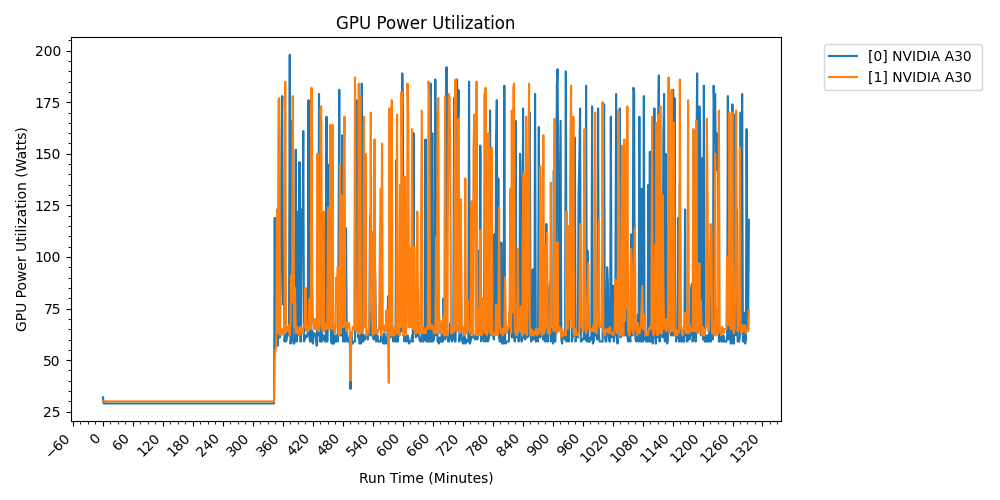 GPU Power Utilization
[0] NVIDIA A30
[1] NVIDIA A30
GPU Power Utilization (Watts)
200
175
150
125
100
75
50
25
−60 0 60 120 180 240 300 360 420 480 540 600 660 720 780 840 900 960 1020 1080 1140 1200 1260 1320
Run Time (Minutes)